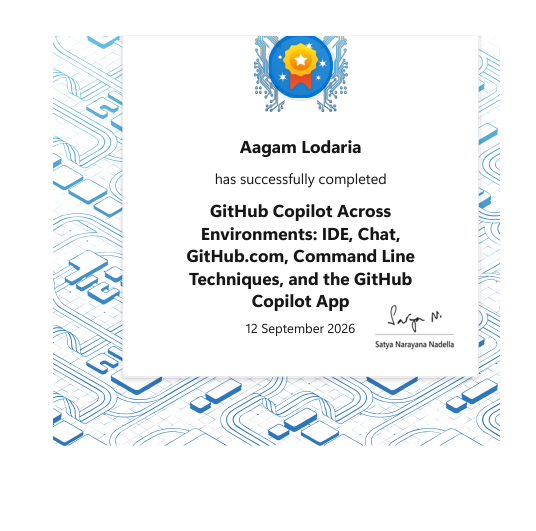 Aagam Lodaria
has successfully completed
GitHub Copilot Across
Environments: IDE, Chat,
GitHub.com, Command Line
Techniques, and the GitHub
Copilot App
12 September 2026
Satya N.
Satya Narayana Nadella